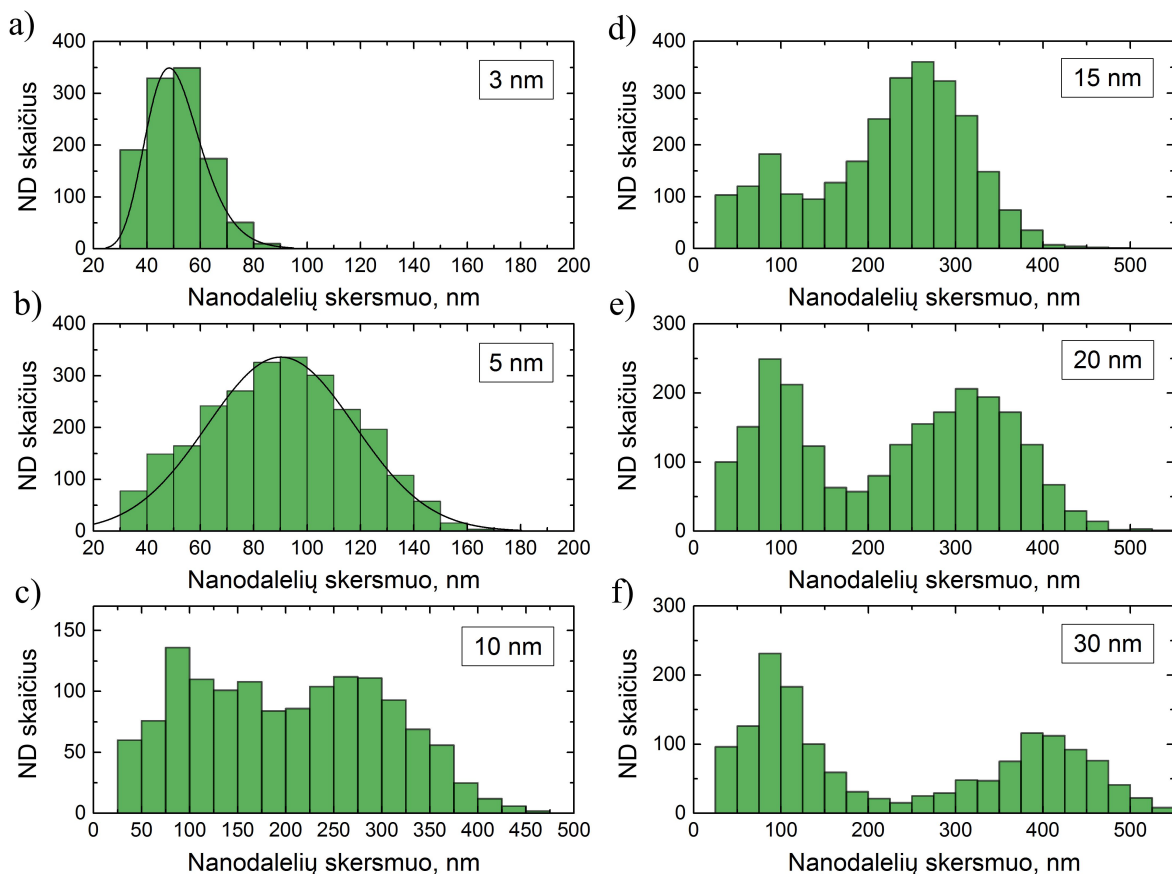 a)
400
300
200
100
0
ND skaičius
3 nm
20 40 60 80 100 120 140 160 180 200
Nanodalelių skersmuo, nm
b)
400
300
200
100
0
ND skaičius
5 nm
20 40 60 80 100 120 140 160 180 200
Nanodalelių skersmuo, nm
c)
150
100
50
0
ND skaičius
10 nm
0 50 100 150 200 250 300 350 400 450 500
Nanodalelių skersmuo, nm
d)
400
300
200
100
0
ND skaičius
15 nm
0 100 200 300 400 500
Nanodalelių skersmuo, nm
e)
300
200
100
0
ND skaičius
20 nm
0 100 200 300 400 500
Nanodalelių skersmuo, nm
f)
300
200
100
0
ND skaičius
30 nm
0 100 200 300 400 500
Nanodalelių skersmuo, nm